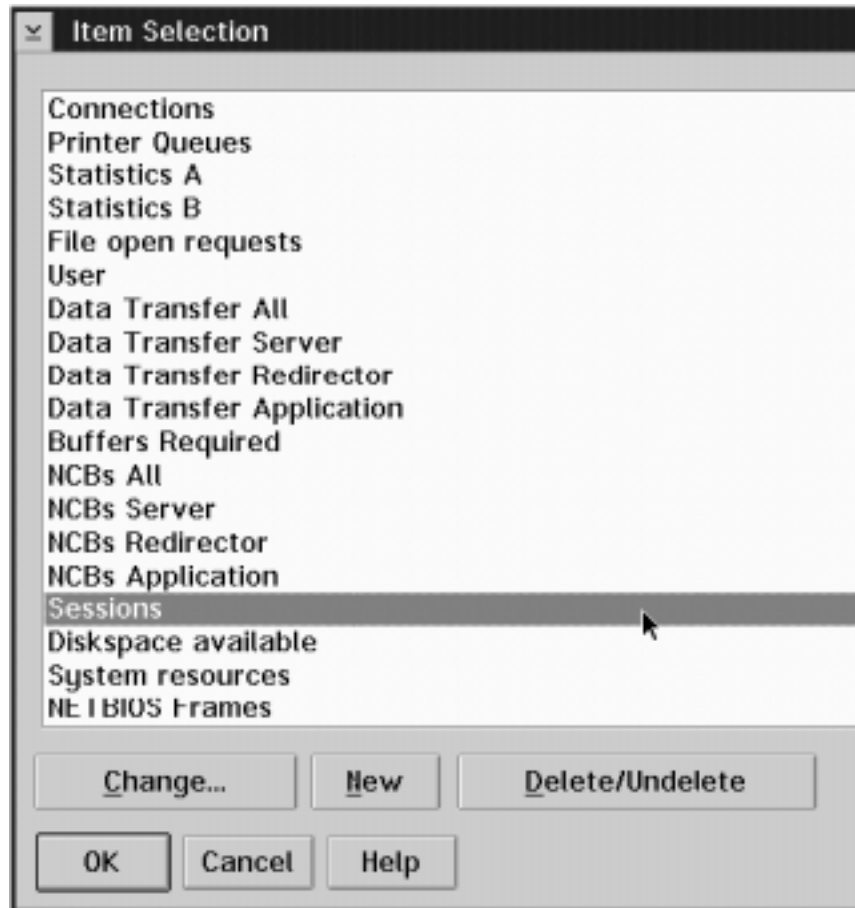 Item Selection
Connections
Printer Queues
Statistics A
Statistics B
File open requests
User
Data Transfer All
Data Transfer Server
Data Transfer Redirector
Data Transfer Application
Buffers Required
NCBs All
NCBs Server
NCBs Redirector
NCBs Application
Sessions
Diskspace available
System resources
NETBIOS Frames
Change... New Delete/Undelete
OK Cancel Help